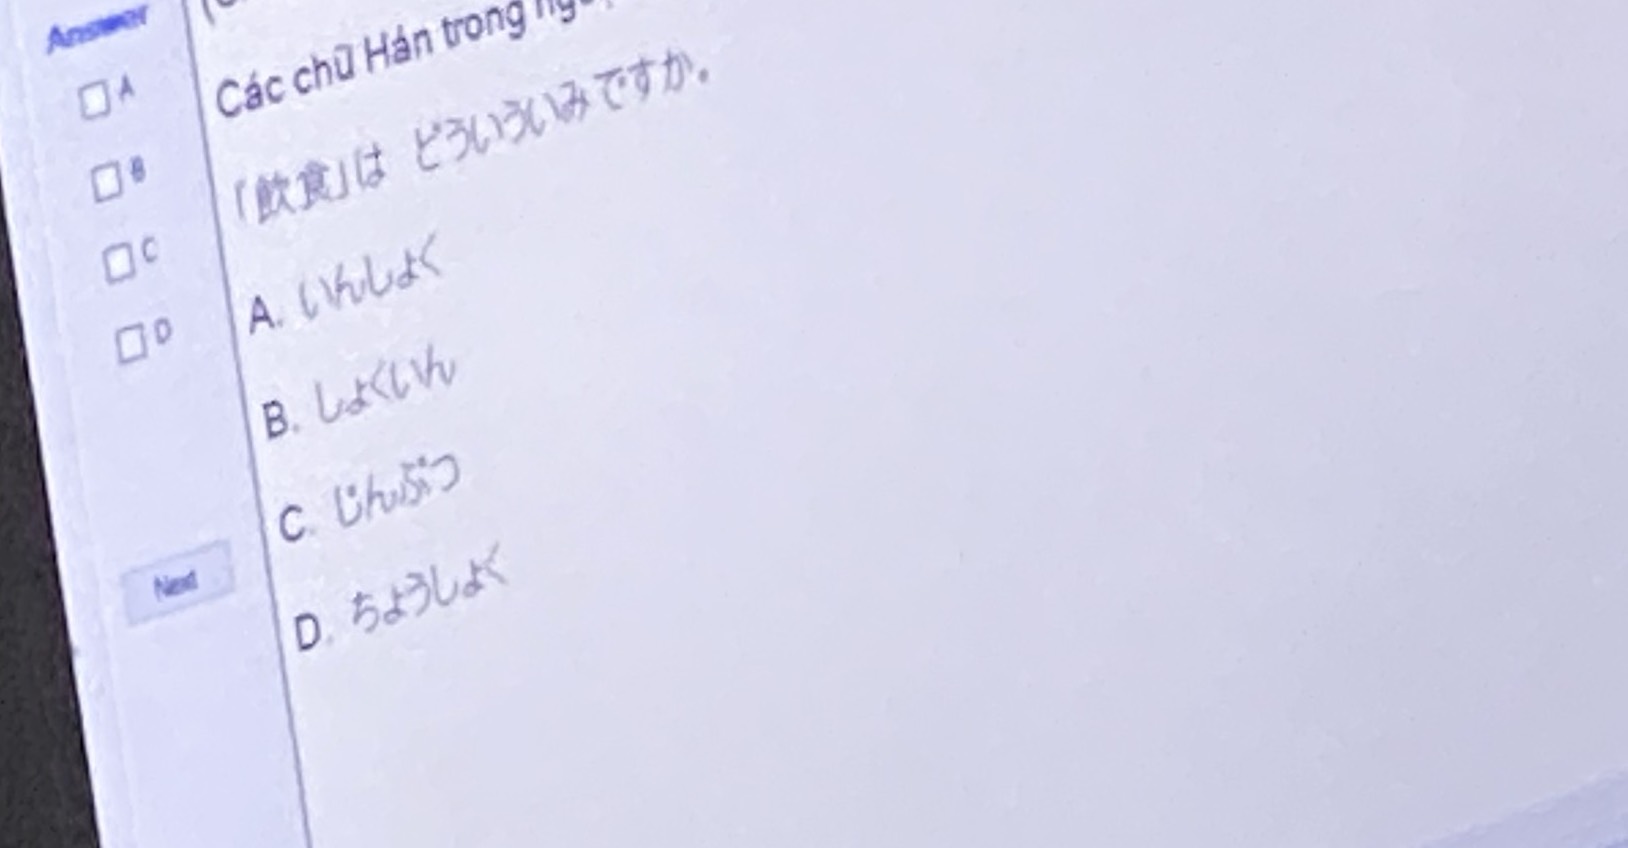 Answer
A
B
C
D
Next
Các chữ Hán trong
「飲食」は どういういみですか。
A. いんしょく
B. しょくいん
C. じんぶつ
D. ちょうしょく